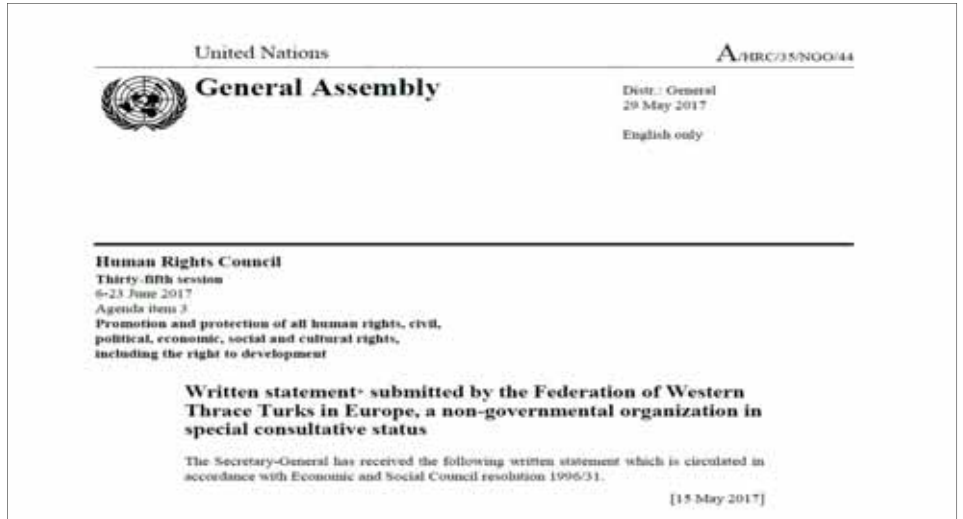 United Nations
A/HRC/35/NGO/44
General Assembly
Distr.: General
29 May 2017
English only
Human Rights Council
Thirty-fifth session
6-23 June 2017
Agenda item 3
Promotion and protection of all human rights, civil,
political, economic, social and cultural rights,
including the right to development
Written statement* submitted by the Federation of Western
Thrace Turks in Europe, a non-governmental organization in
special consultative status
The Secretary-General has received the following written statement which is circulated in
accordance with Economic and Social Council resolution 1996/31.
[15 May 2017]